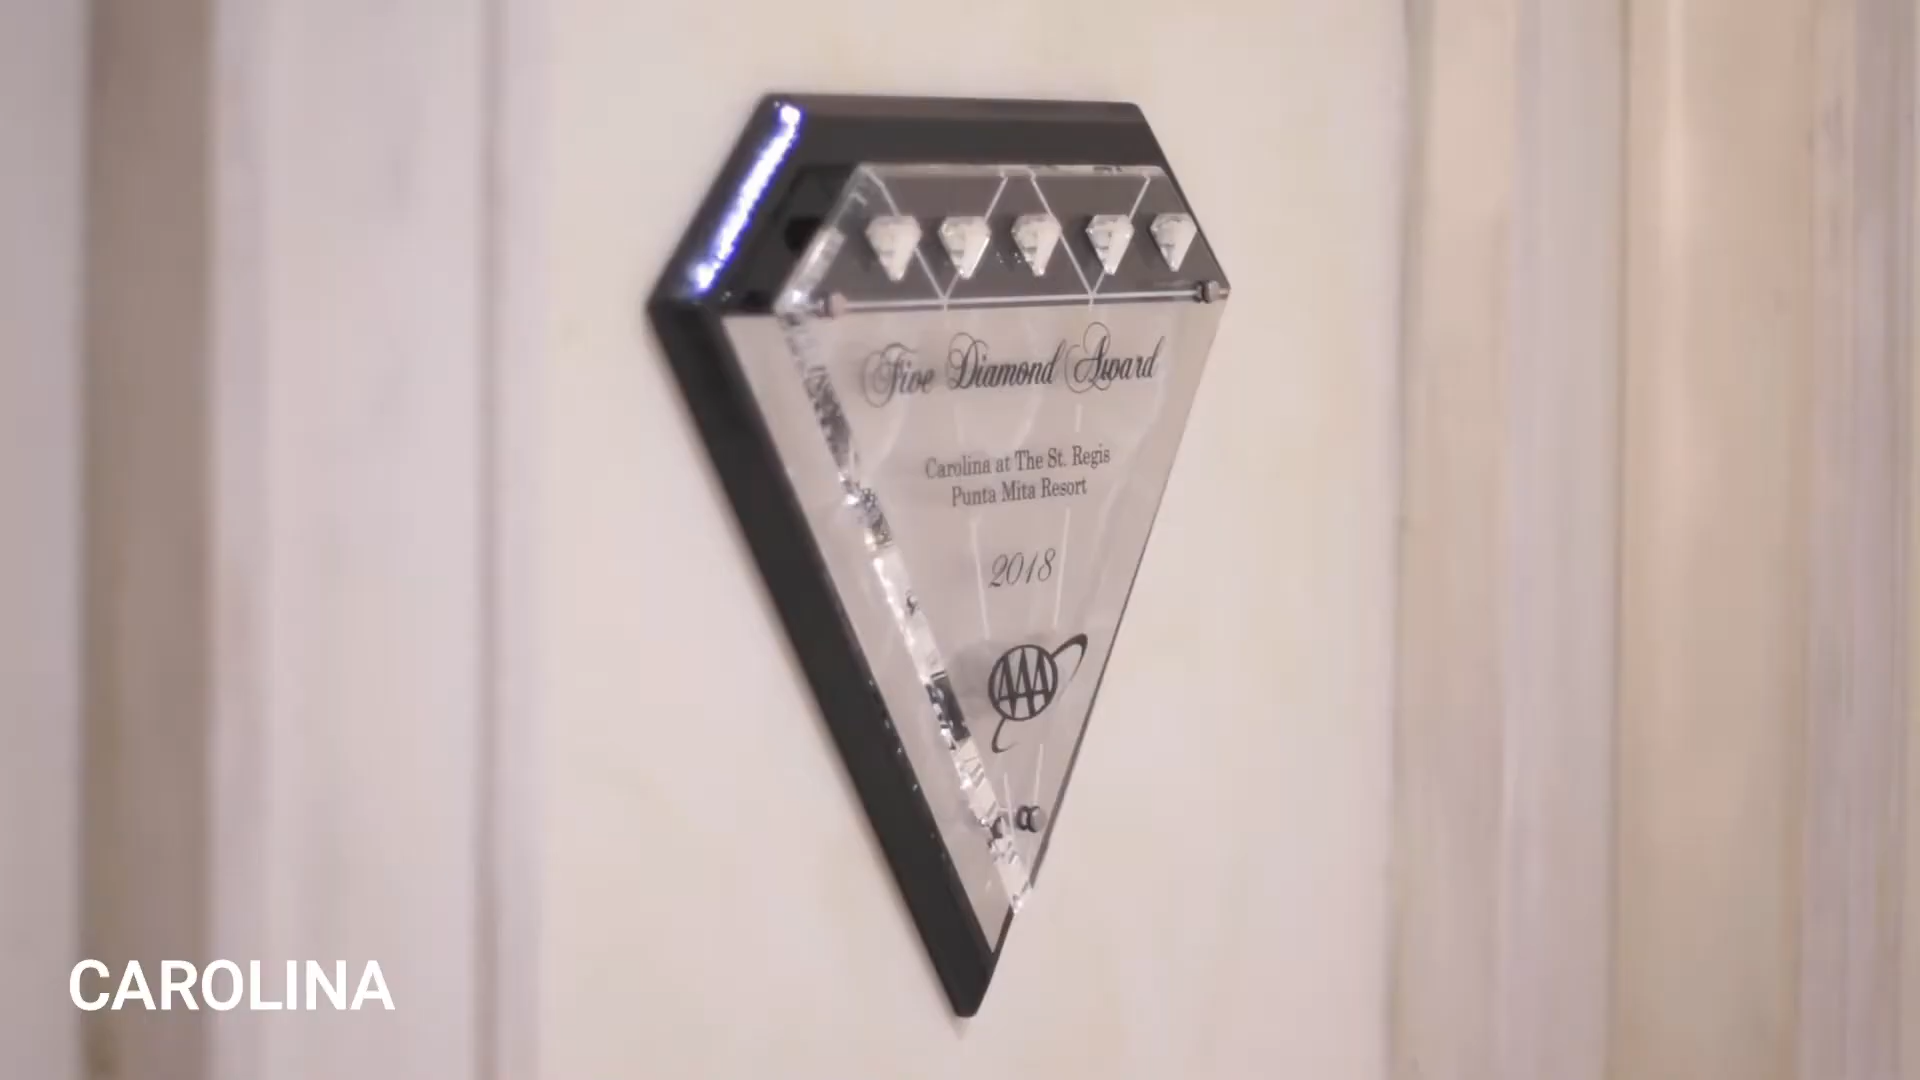 Five Diamond Award
Carolina at The St. Regis
Punta Mita Resort
2018
AAA
CAROLINA